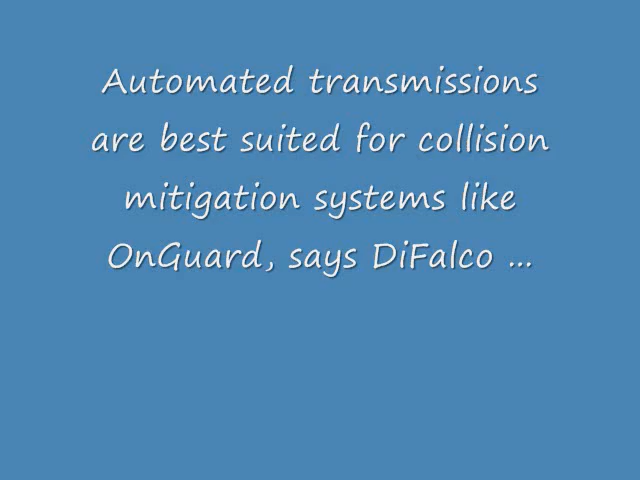 Automated transmissions
are best suited for collision
mitigation systems like
OnGuard, says DiFalco ...